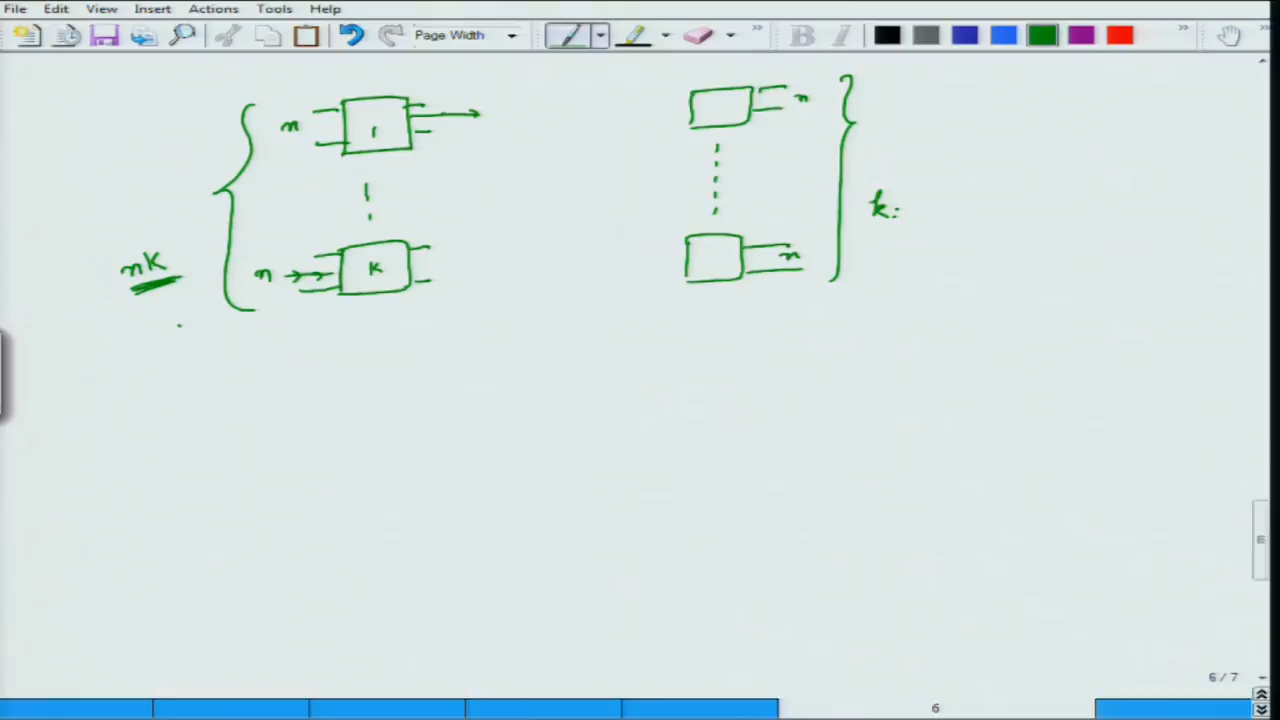 File Edit View Insert Actions Tools Help
Page Width
n 1 n
k.
nK
n K n
6 / 7
6